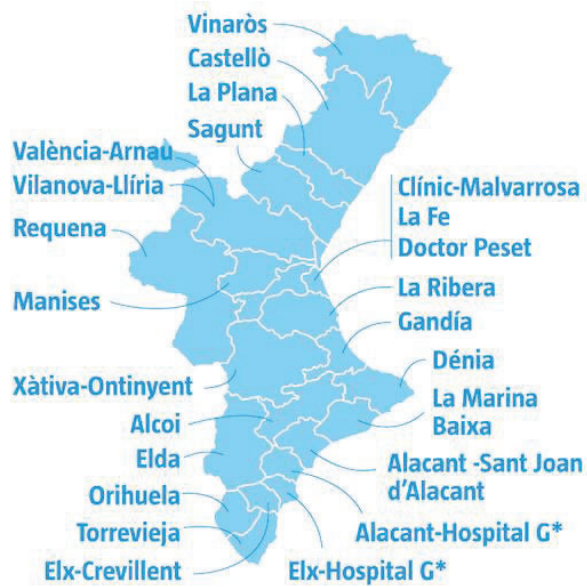 Vinaròs
Castellò
La Plana
Sagunt
València-Arnau
Vilanova-Llíria
Requena
Manises
Xàtiva-Ontinyent
Alcoi
Elda
Orihuela
Torrevieja
Elx-Crevillent
Clínic-Malvarrosa
La Fe
Doctor Peset
La Ribera
Gandía
Dénia
La Marina
Baixa
Alacant -Sant Joan
d'Alacant
Alacant-Hospital G*
Elx-Hospital G*